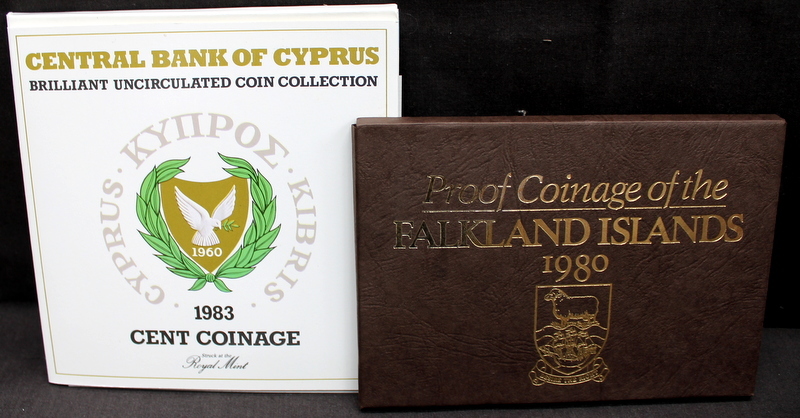 CENTRAL BANK OF CYPRUS
BRILLIANT UNCIRCULATED COIN COLLECTION
CYPRUS · ΚΥΠΡΟΣ · KIBRIS
1960
1983
CENT COINAGE
Struck at the
Royal Mint
Proof Coinage of the
FALKLAND ISLANDS
1980